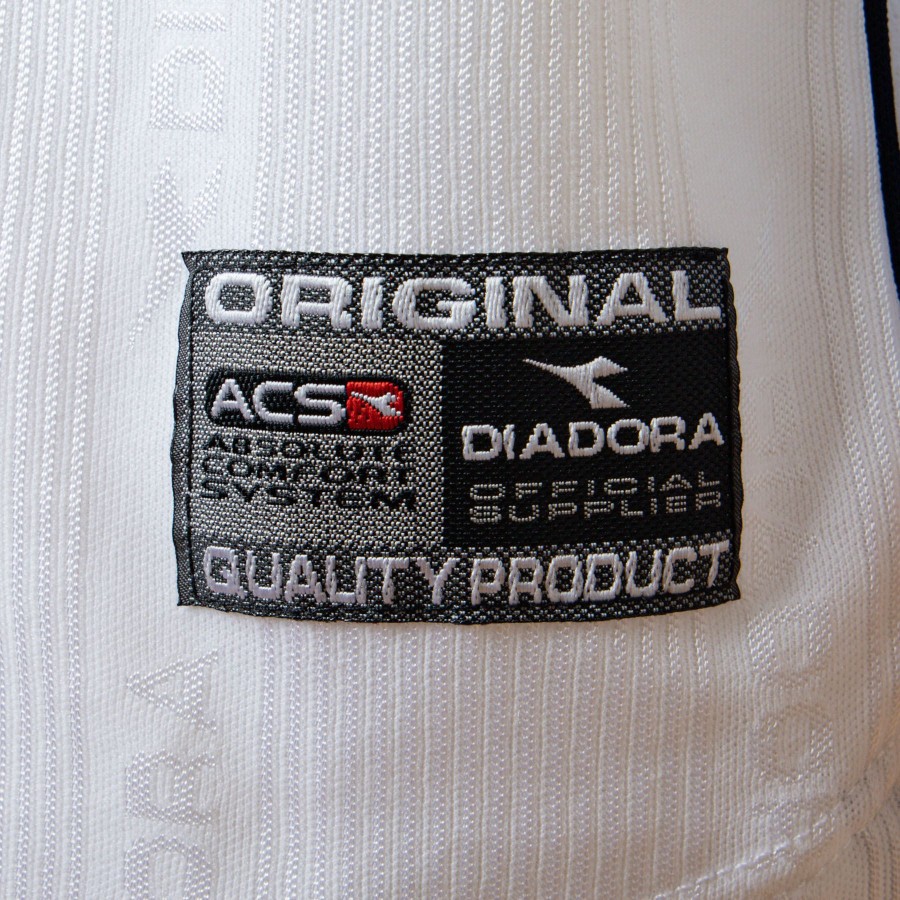 ORIGINAL
ACS
ABSOLUTE
COMFORT
SYSTEM
DIADORA
OFFICIAL
SUPPLIER
QUALITY PRODUCT